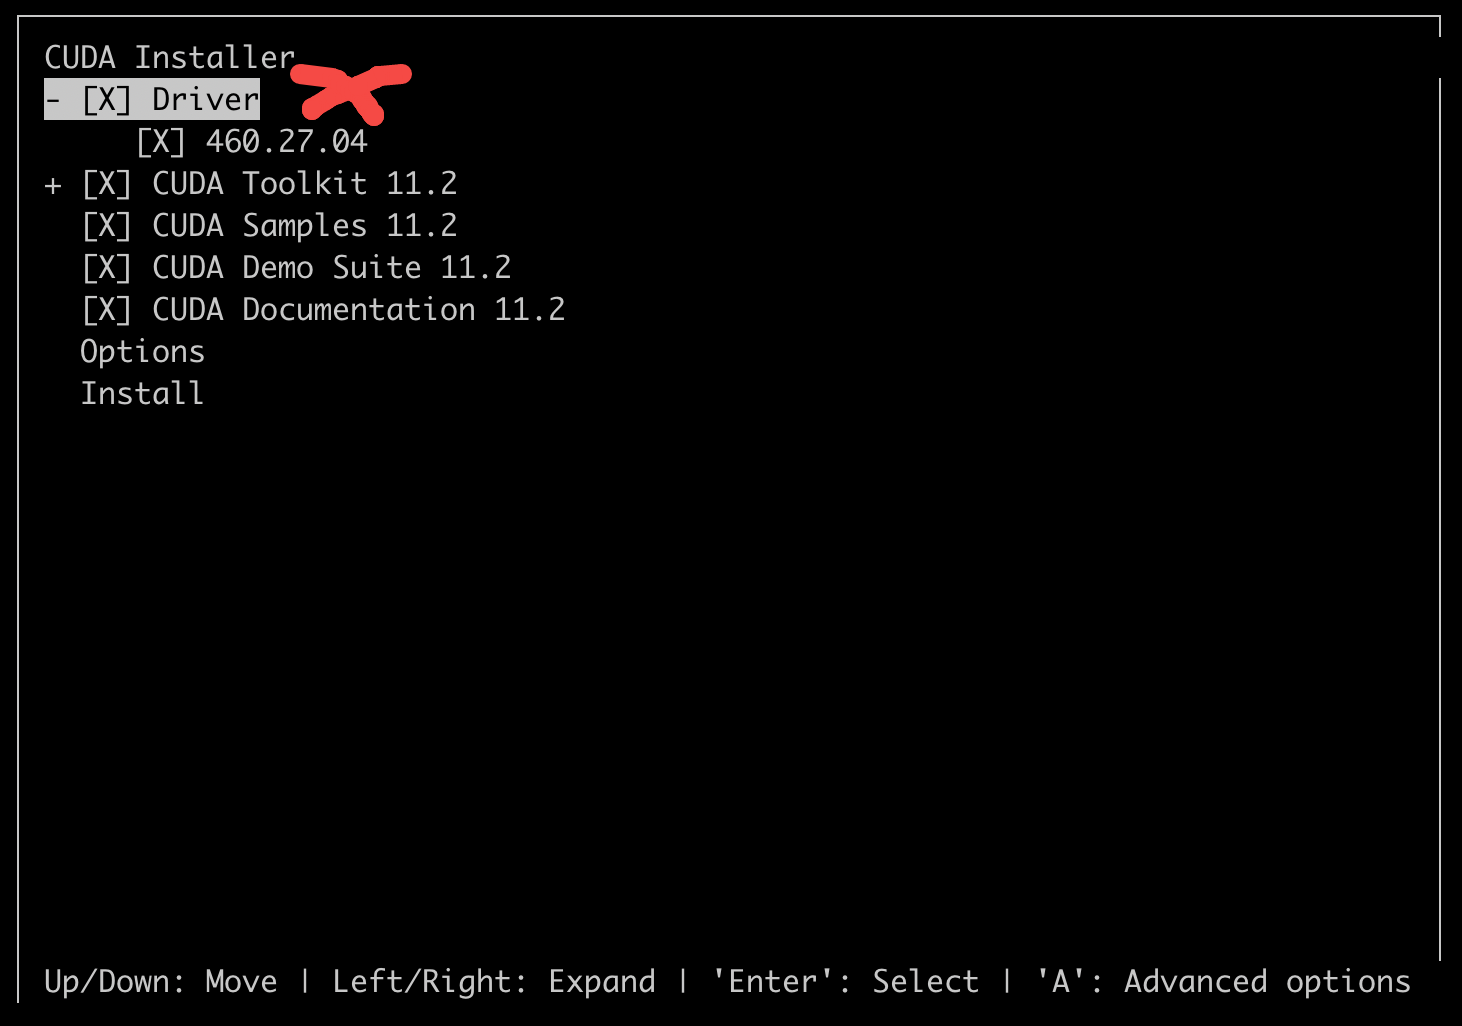 CUDA Installer
- [X] Driver
[X] 460.27.04
+ [X] CUDA Toolkit 11.2
[X] CUDA Samples 11.2
[X] CUDA Demo Suite 11.2
[X] CUDA Documentation 11.2
Options
Install
Up/Down: Move | Left/Right: Expand | 'Enter': Select | 'A': Advanced options